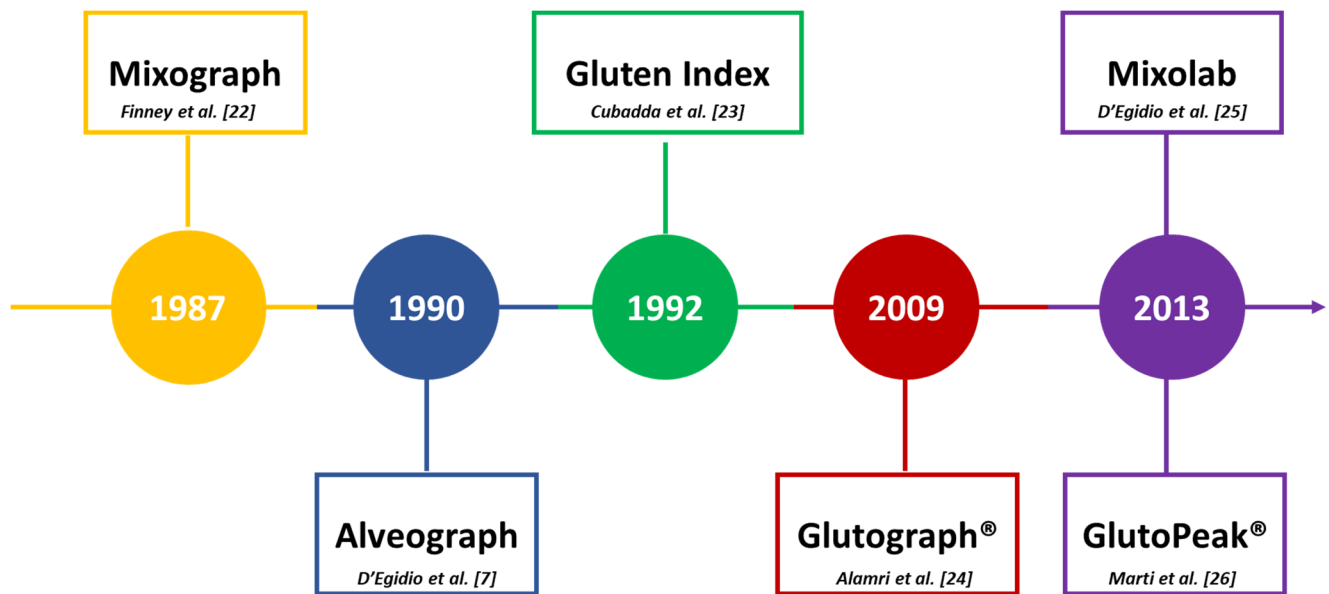 Mixograph
Finney et al. [22]
Gluten Index
Cubadda et al. [23]
Mixolab
D’Egidio et al. [25]
1987
1990
1992
2009
2013
Alveograph
D’Egidio et al. [7]
Glutograph®
Alamri et al. [24]
GlutoPeak®
Marti et al. [26]